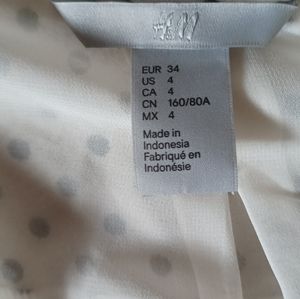 H&M
EUR 34
US 4
CA 4
CN 160/80A
MX 4
Made in
Indonesia
Fabriqué en
Indonésie